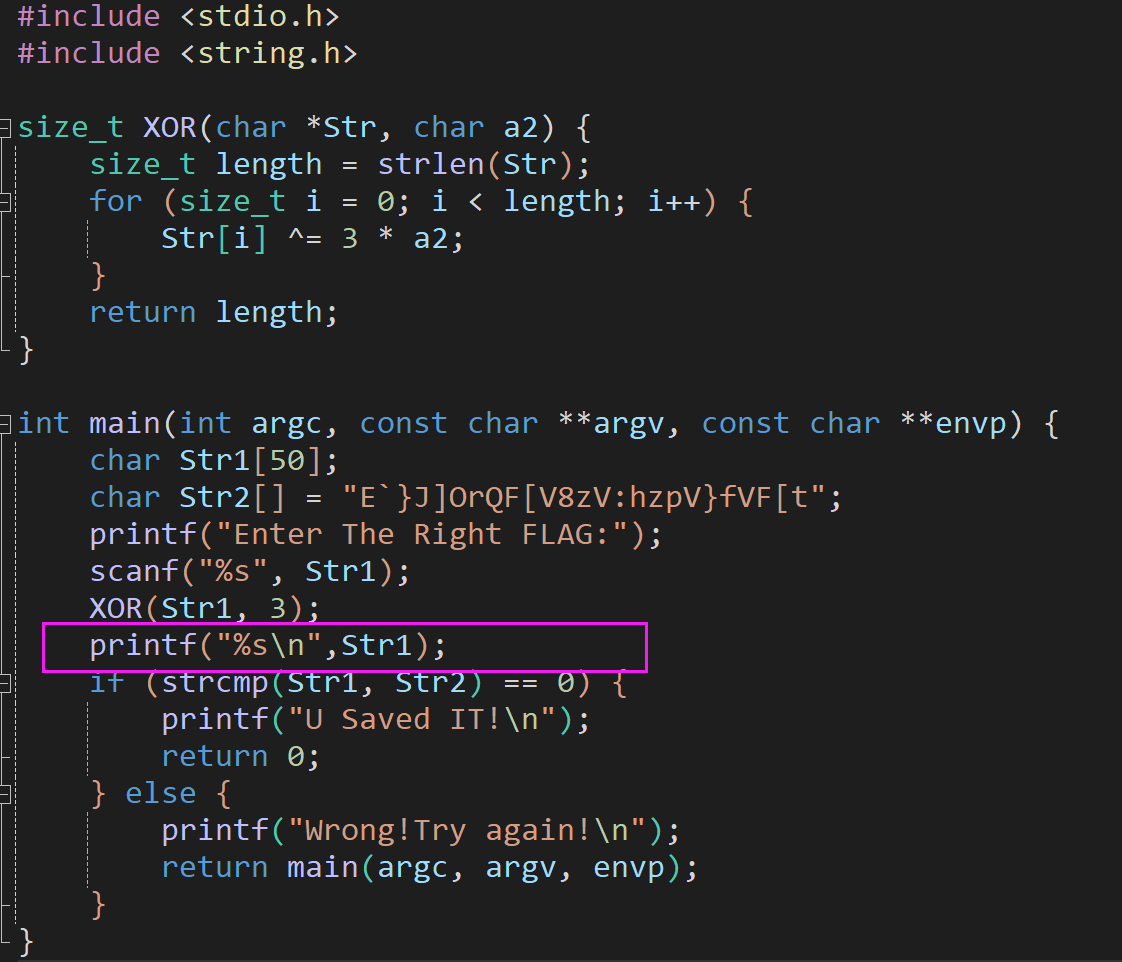 #include <stdio.h>
#include <string.h>
size_t XOR(char *Str, char a2) {
    size_t length = strlen(Str);
    for (size_t i = 0; i < length; i++) {
        Str[i] ^= 3 * a2;
    }
    return length;
}
int main(int argc, const char **argv, const char **envp) {
    char Str1[50];
    char Str2[] = "E`}J]OrQF[V8zV:hzpV}fVF[t";
    printf("Enter The Right FLAG:");
    scanf("%s", Str1);
    XOR(Str1, 3);
    printf("%s\n",Str1);
    if (strcmp(Str1, Str2) == 0) {
        printf("U Saved IT!\n");
        return 0;
    } else {
        printf("Wrong!Try again!\n");
        return main(argc, argv, envp);
    }
}